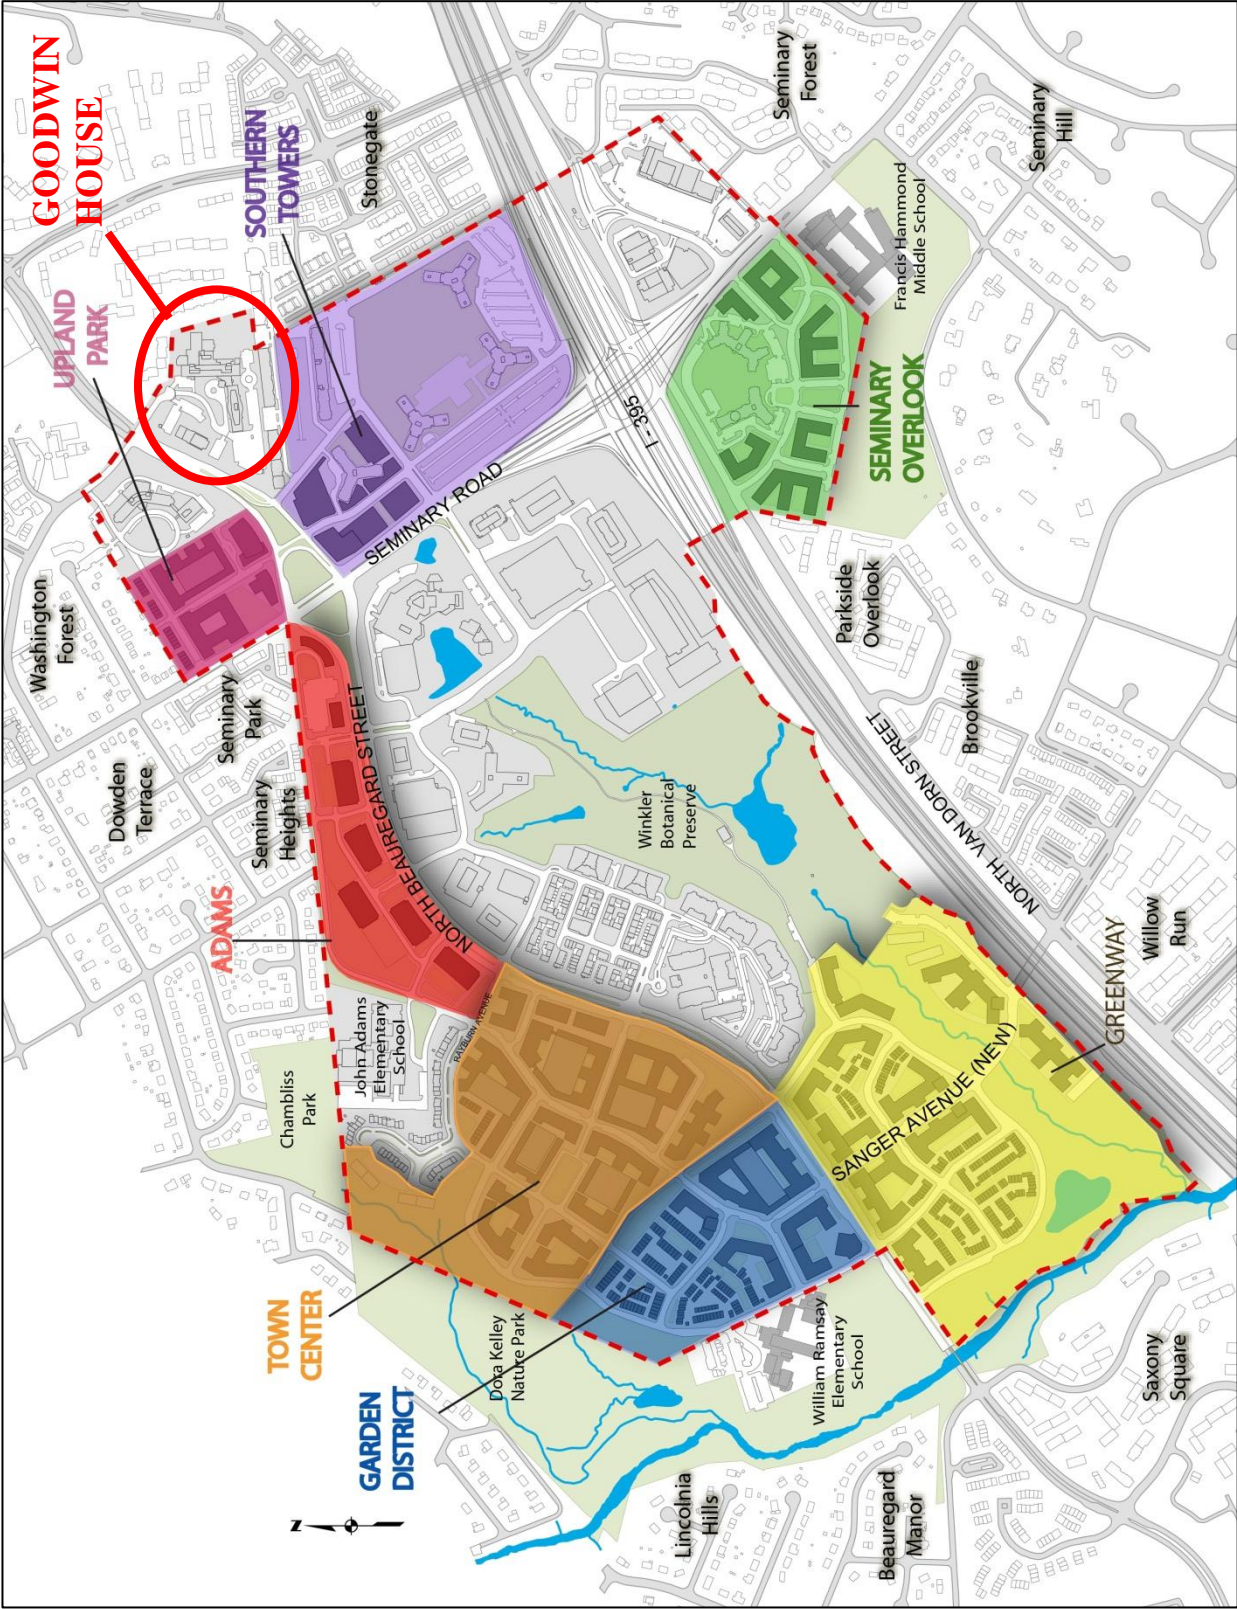 GOODWIN
HOUSE
UPLAND
PARK
SOUTHERN
TOWERS
Stonegate
Seminary
Forest
Seminary
Hill
Francis Hammond
Middle School
Washington
Forest
Dowden
Terrace
Seminary
Park
Seminary
Heights
SEMINARY ROAD
I - 395
SEMINARY
OVERLOOK
Parkside
Overlook
Brookville
NORTH VAN DORN STREET
ADAMS
NORTH BEAUREGARD STREET
Winkler
Botanical
Preserve
RAYBURN AVENUE
John Adams
Elementary
School
Chambliss
Park
Willow
Run
GREENWAY
SANGER AVENUE (NEW)
TOWN
CENTER
GARDEN
DISTRICT
Dora Kelley
Nature Park
William Ramsay
Elementary
School
Saxony
Square
Lincolnia
Hills
Beauregard
Manor
N